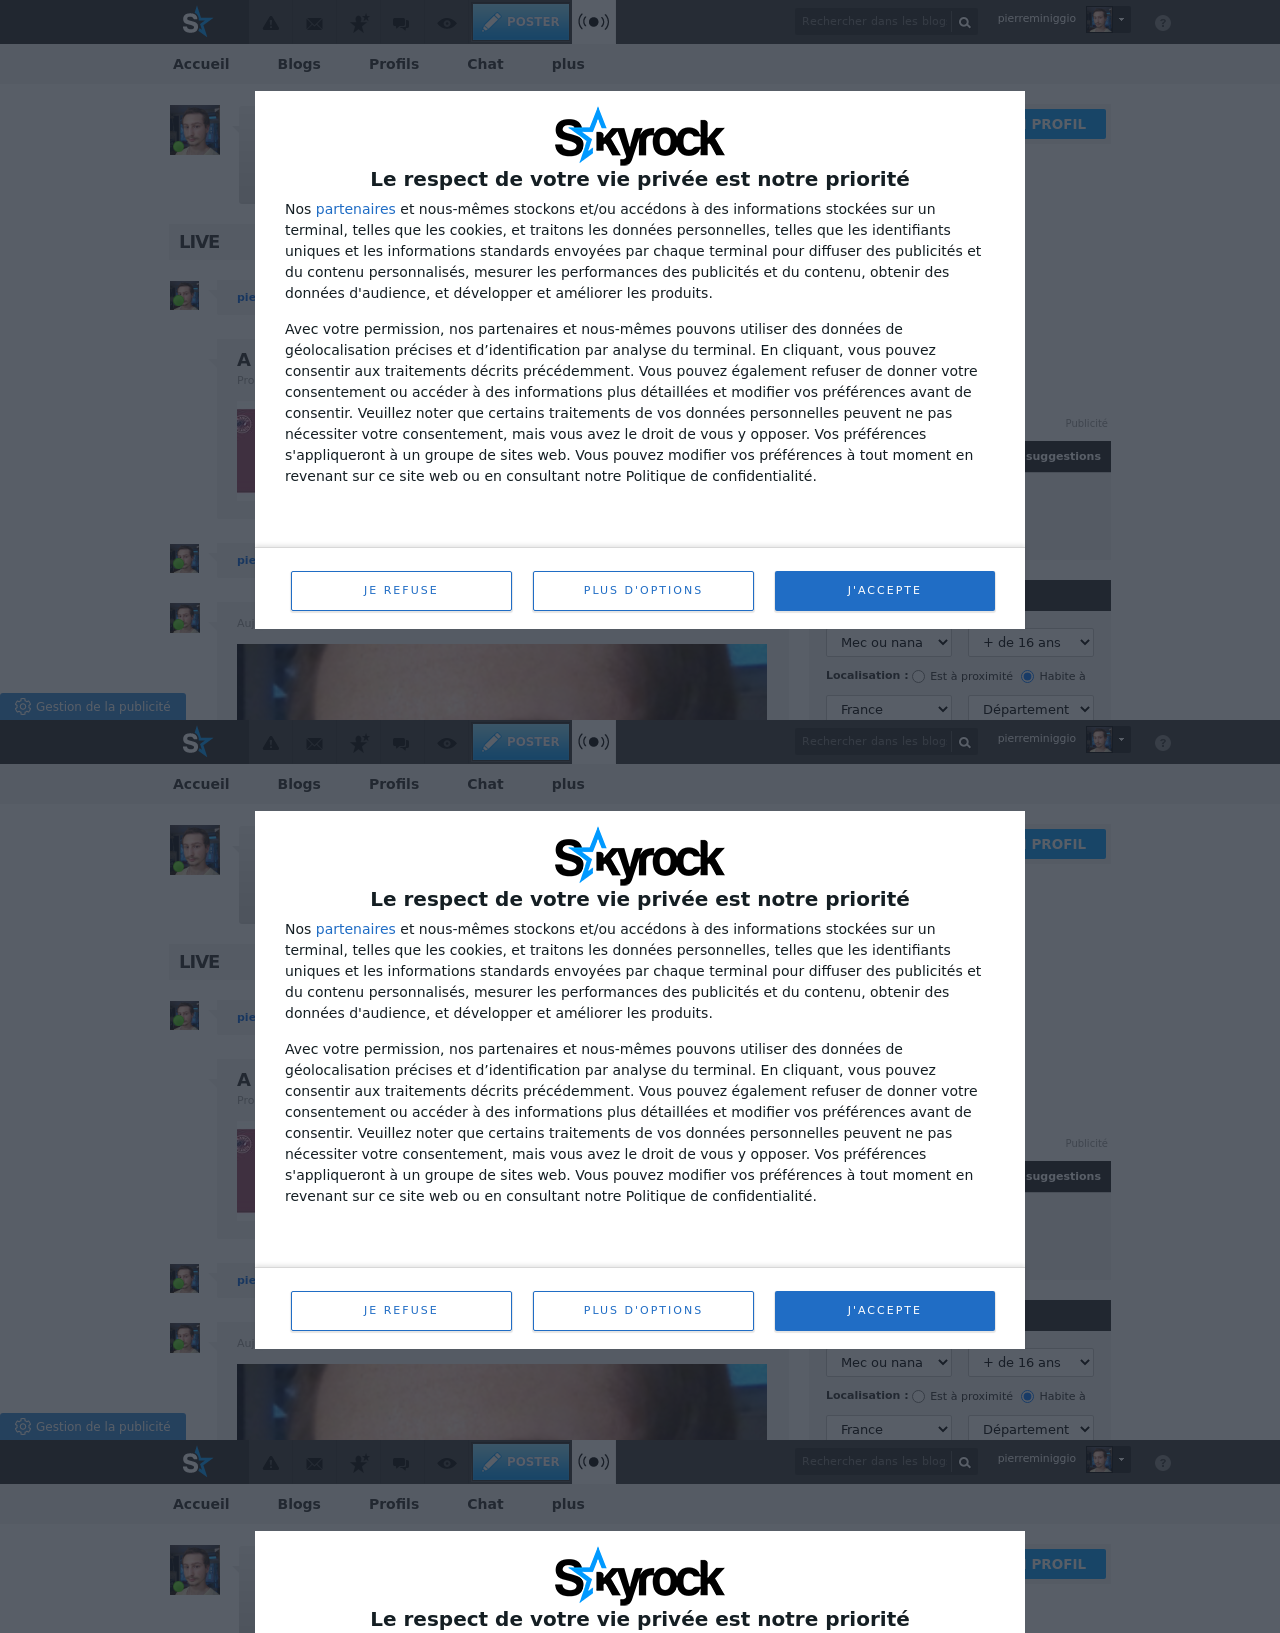 POSTER
Rechercher dans les blog
pierreminiggio
?
Accueil Blogs Profils Chat plus
PROFIL
Skyrock
Le respect de votre vie privée est notre priorité
Nos partenaires et nous-mêmes stockons et/ou accédons à des informations stockées sur un
terminal, telles que les cookies, et traitons les données personnelles, telles que les identifiants
uniques et les informations standards envoyées par chaque terminal pour diffuser des publicités et
du contenu personnalisés, mesurer les performances des publicités et du contenu, obtenir des
données d'audience, et développer et améliorer les produits.
LIVE
pie
Avec votre permission, nos partenaires et nous-mêmes pouvons utiliser des données de
géolocalisation précises et d’identification par analyse du terminal. En cliquant, vous pouvez
consentir aux traitements décrits précédemment. Vous pouvez également refuser de donner votre
consentement ou accéder à des informations plus détaillées et modifier vos préférences avant de
consentir. Veuillez noter que certains traitements de vos données personnelles peuvent ne pas
nécessiter votre consentement, mais vous avez le droit de vous y opposer. Vos préférences
s'appliqueront à un groupe de sites web. Vous pouvez modifier vos préférences à tout moment en
revenant sur ce site web ou en consultant notre Politique de confidentialité.
A
Pro
Publicité
suggestions
pie
JE REFUSE PLUS D'OPTIONS J'ACCEPTE
Au
Mec ou nana + de 16 ans
Localisation : Est à proximité Habite à
France Département
Gestion de la publicité
POSTER
Rechercher dans les blog
pierreminiggio
?
Accueil Blogs Profils Chat plus
PROFIL
Skyrock
Le respect de votre vie privée est notre priorité
Nos partenaires et nous-mêmes stockons et/ou accédons à des informations stockées sur un
terminal, telles que les cookies, et traitons les données personnelles, telles que les identifiants
uniques et les informations standards envoyées par chaque terminal pour diffuser des publicités et
du contenu personnalisés, mesurer les performances des publicités et du contenu, obtenir des
données d'audience, et développer et améliorer les produits.
LIVE
pie
Avec votre permission, nos partenaires et nous-mêmes pouvons utiliser des données de
géolocalisation précises et d’identification par analyse du terminal. En cliquant, vous pouvez
consentir aux traitements décrits précédemment. Vous pouvez également refuser de donner votre
consentement ou accéder à des informations plus détaillées et modifier vos préférences avant de
consentir. Veuillez noter que certains traitements de vos données personnelles peuvent ne pas
nécessiter votre consentement, mais vous avez le droit de vous y opposer. Vos préférences
s'appliqueront à un groupe de sites web. Vous pouvez modifier vos préférences à tout moment en
revenant sur ce site web ou en consultant notre Politique de confidentialité.
A
Pro
Publicité
suggestions
pie
JE REFUSE PLUS D'OPTIONS J'ACCEPTE
Au
Mec ou nana + de 16 ans
Localisation : Est à proximité Habite à
France Département
Gestion de la publicité
POSTER
Rechercher dans les blog
pierreminiggio
?
Accueil Blogs Profils Chat plus
PROFIL
Skyrock
Le respect de votre vie privée est notre priorité